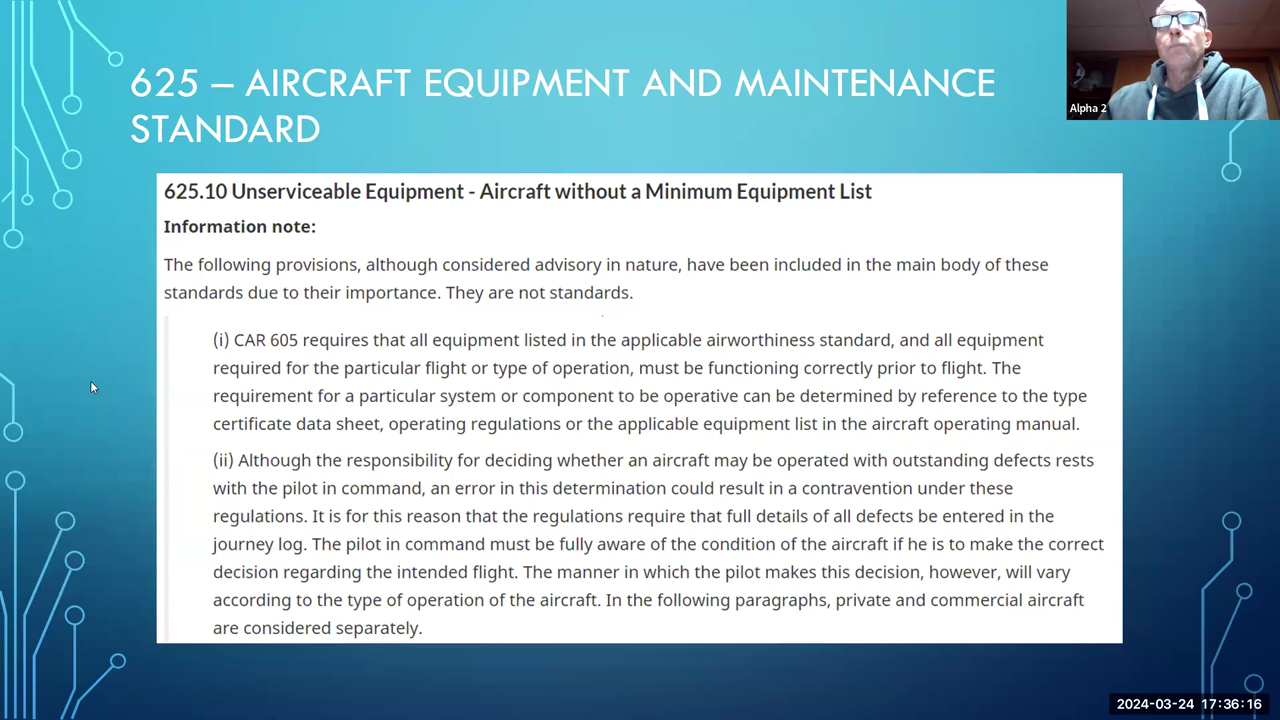 625 – AIRCRAFT EQUIPMENT AND MAINTENANCE
STANDARD
Alpha 2
625.10 Unserviceable Equipment - Aircraft without a Minimum Equipment List
Information note:
The following provisions, although considered advisory in nature, have been included in the main body of these
standards due to their importance. They are not standards.
(i) CAR 605 requires that all equipment listed in the applicable airworthiness standard, and all equipment
required for the particular flight or type of operation, must be functioning correctly prior to flight. The
requirement for a particular system or component to be operative can be determined by reference to the type
certificate data sheet, operating regulations or the applicable equipment list in the aircraft operating manual.
(ii) Although the responsibility for deciding whether an aircraft may be operated with outstanding defects rests
with the pilot in command, an error in this determination could result in a contravention under these
regulations. It is for this reason that the regulations require that full details of all defects be entered in the
journey log. The pilot in command must be fully aware of the condition of the aircraft if he is to make the correct
decision regarding the intended flight. The manner in which the pilot makes this decision, however, will vary
according to the type of operation of the aircraft. In the following paragraphs, private and commercial aircraft
are considered separately.
2024-03-24 17:36:16